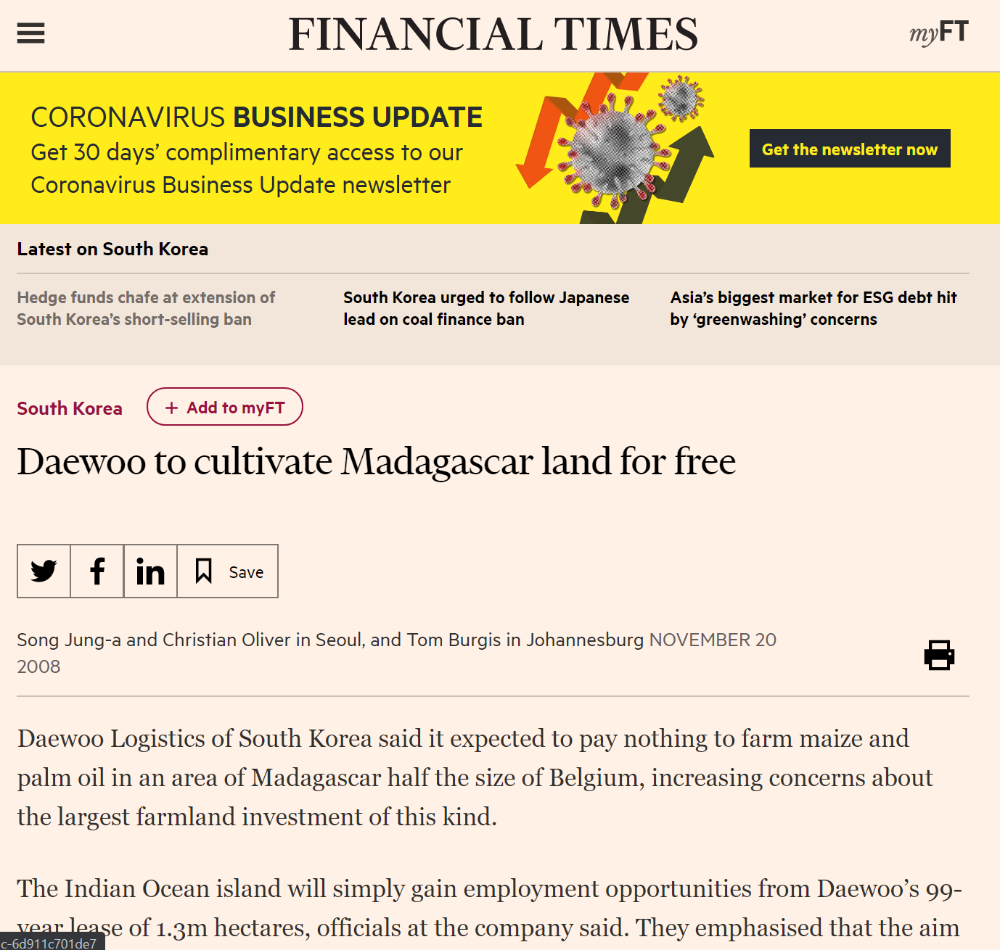 FINANCIAL TIMES
myFT
CORONAVIRUS BUSINESS UPDATE
Get 30 days’ complimentary access to our
Coronavirus Business Update newsletter
Get the newsletter now
Latest on South Korea
Hedge funds chafe at extension of
South Korea’s short-selling ban
South Korea urged to follow Japanese
lead on coal finance ban
Asia’s biggest market for ESG debt hit
by ‘greenwashing’ concerns
South Korea
+ Add to myFT
Daewoo to cultivate Madagascar land for free
Save
Song Jung-a and Christian Oliver in Seoul, and Tom Burgis in Johannesburg NOVEMBER 20
2008
Daewoo Logistics of South Korea said it expected to pay nothing to farm maize and
palm oil in an area of Madagascar half the size of Belgium, increasing concerns about
the largest farmland investment of this kind.
The Indian Ocean island will simply gain employment opportunities from Daewoo’s 99-
year lease of 1.3m hectares, officials at the company said. They emphasised that the aim
c-6d911c701de7